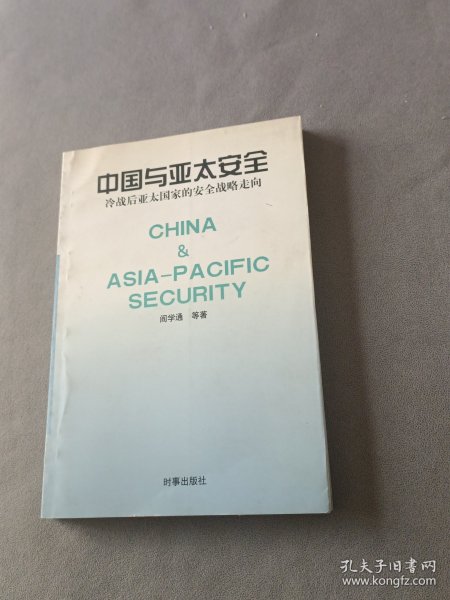 中国与亚太安全
冷战后亚太国家的安全战略走向
CHINA
&
ASIA-PACIFIC
SECURITY
阎学通 等著
时事出版社
孔夫子旧书网
www.kongfz.com